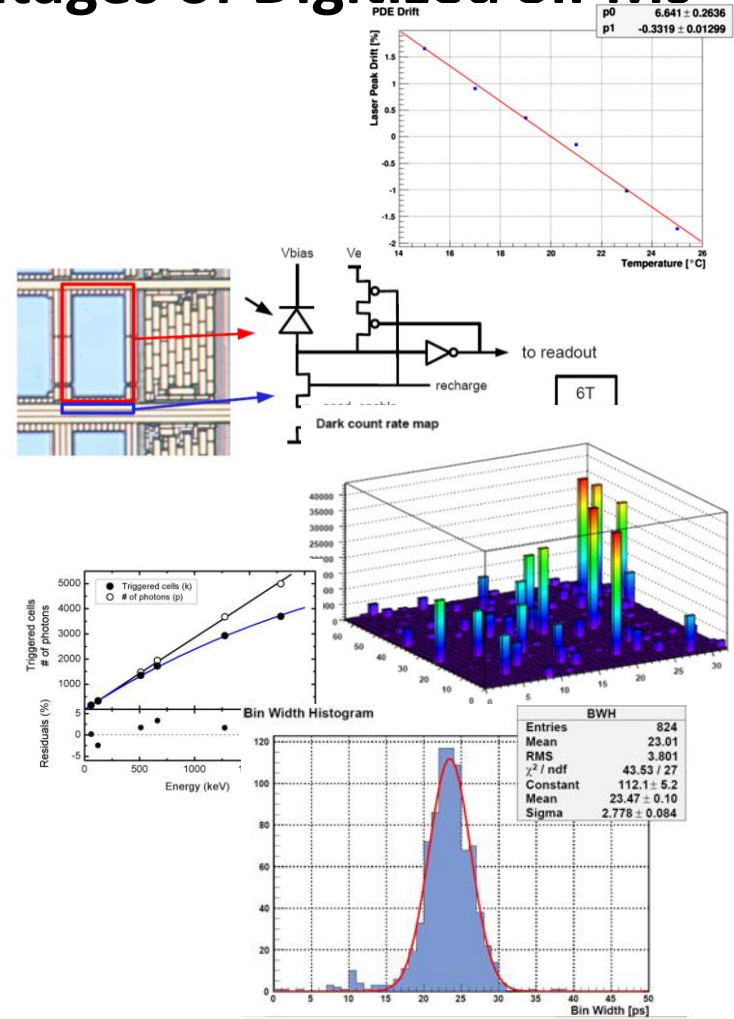 PDE Drift
p0 6.641 ± 0.2636
p1 -0.3319 ± 0.01299
Laser Peak Drift [%]
1.5
1
0.5
0
-0.5
-1
-1.5
-2
14 16 18 20 22 24 26
Temperature [°C]
Vbias Ve
to readout
recharge
6T
Dark count rate map
40000
35000
30000
25000
60
50
40
30
20
10
0
0 5 10 15 20 25 30
Triggered cells
# of photons
5000
4000
3000
2000
1000
Triggered cells (k)
# of photons (p)
Residuals (%)
5
0
-5
0 500 1000 1
Energy (keV)
Bin Width Histogram
BWH
Entries 824
Mean 23.01
RMS 3.801
χ² / ndf 43.53 / 27
Constant 112.1 ± 5.2
Mean 23.47 ± 0.10
Sigma 2.778 ± 0.084
120
100
80
60
40
20
0
0 5 10 15 20 25 30 35 40 45 50
Bin Width [ps]